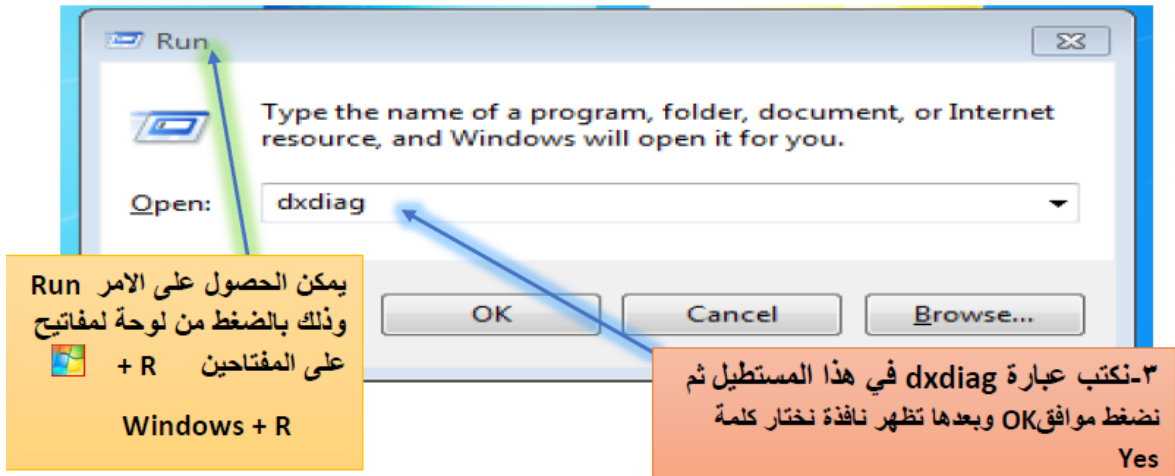 Run
Type the name of a program, folder, document, or Internet
resource, and Windows will open it for you.
Open:
dxdiag
OK
Cancel
Browse...
يمكن الحصول على الامر Run
وذلك بالضغط من لوحة لمفاتيح
على المفتاحين R +
Windows + R
٣-نكتب عبارة dxdiag في هذا المستطيل ثم
نضغط موافقOK وبعدها تظهر نافذة نختار كلمة
Yes